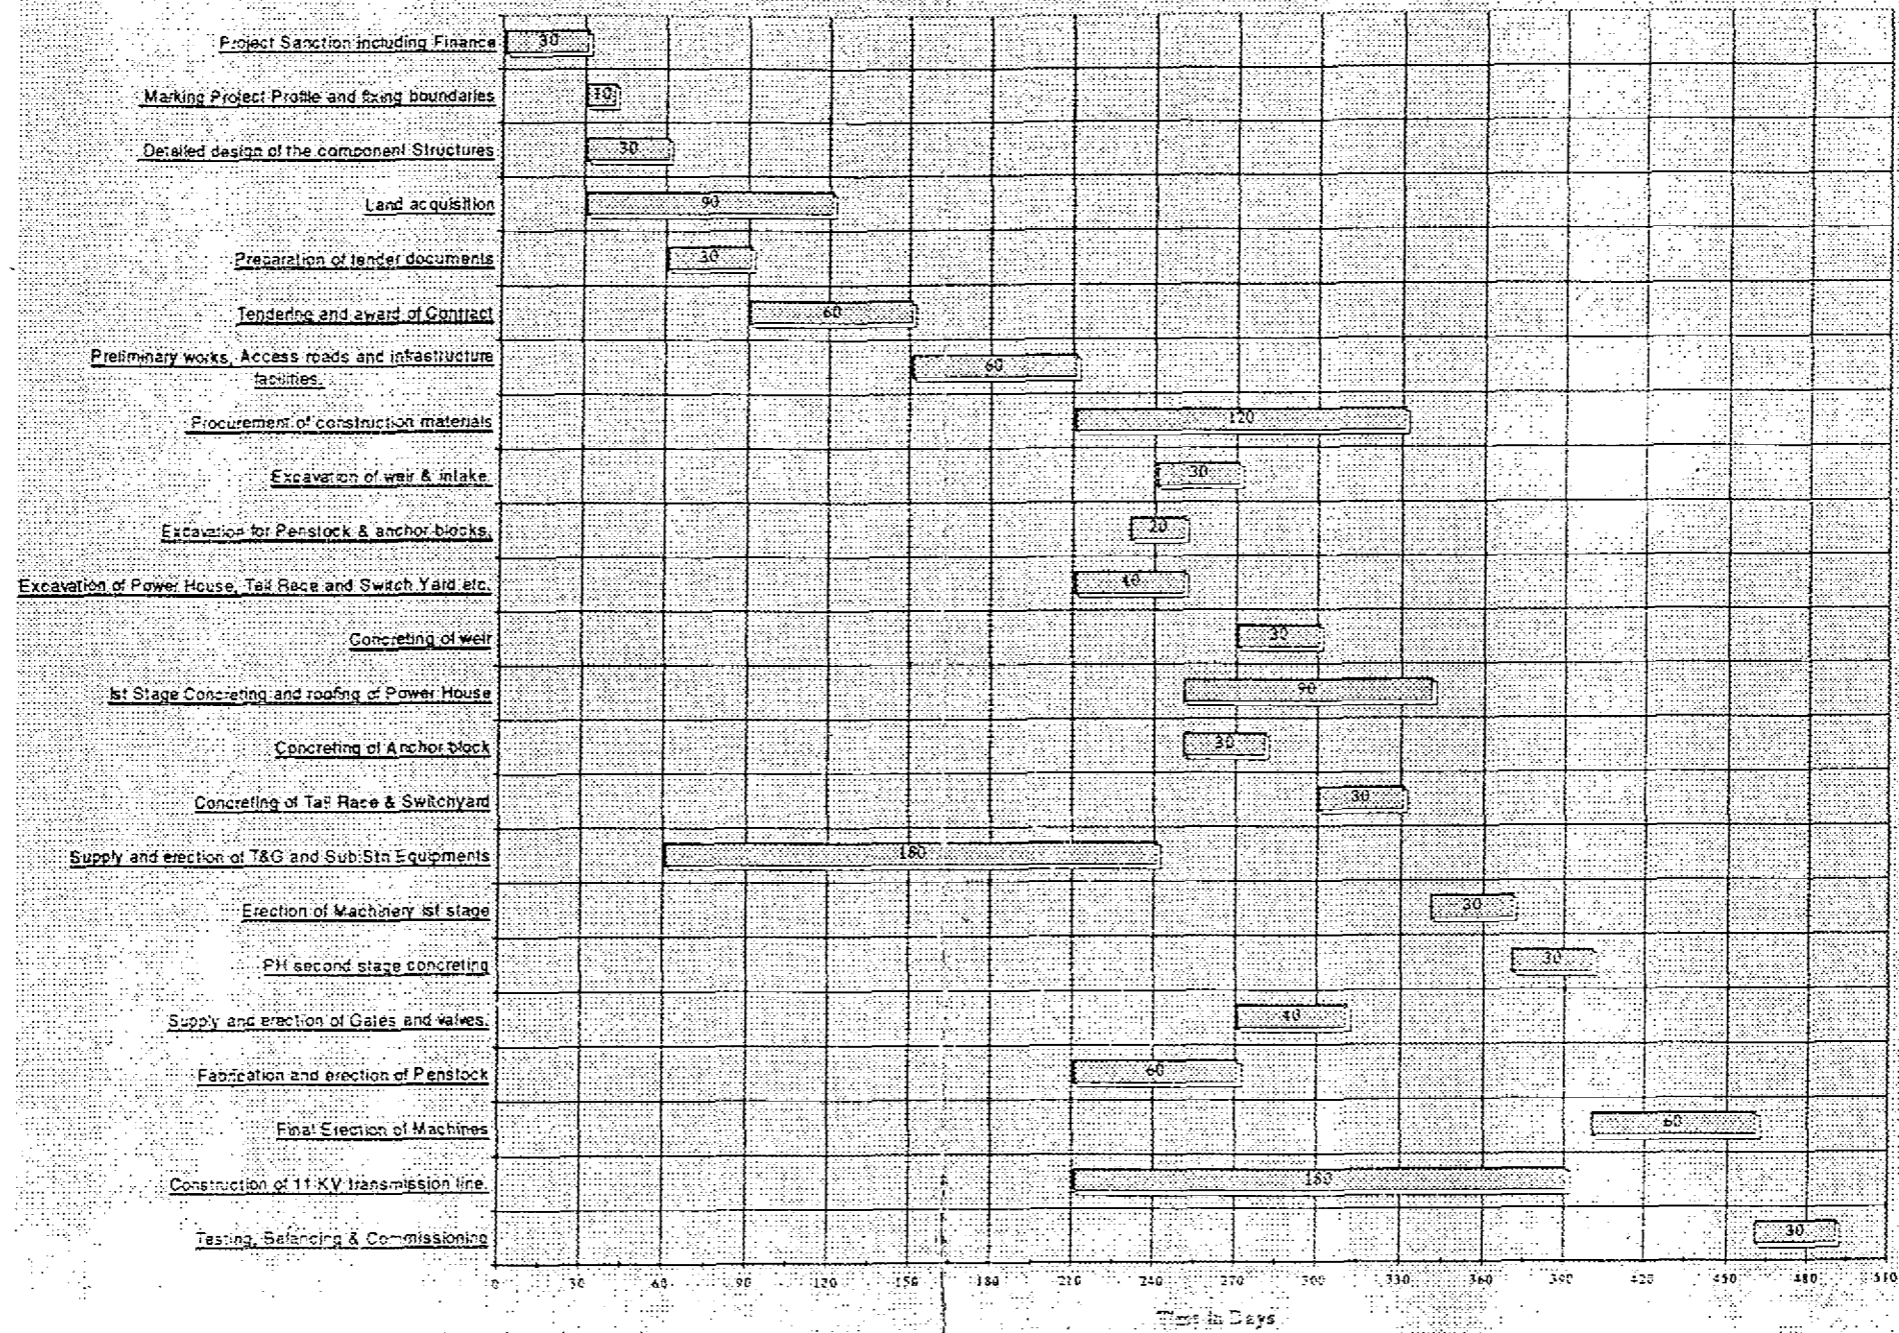 Project Sanction including Finance 30
Marking Project Profile and fixing boundaries 10
Detailed design of the component Structures 30
Land acquisition 90
Preparation of tender documents 30
Tendering and award of Contract 60
Preliminary works, Access roads and infrastructure
facilities. 60
Procurement of construction materials 120
Excavation of weir & intake. 30
Excavation for Penstock & anchor blocks. 20
Excavation of Power House, Tail Race and Switch Yard etc. 40
Concreting of weir 30
Ist Stage Concreting and roofing of Power House 90
Concreting of Anchor block 30
Concreting of Tail Race & Switchyard 30
Supply and erection of T&G and Sub.Stn Equipments 180
Erection of Machinery Ist stage 30
PH second stage concreting 30
Supply and erection of Gates and valves. 40
Fabrication and erection of Penstock 60
Final Erection of Machines 60
Construction of 11 KV transmission line. 180
Testing, Balancing & Commissioning 30
0 30 60 90 120 150 180 210 240 270 300 330 360 390 420 450 480 510
Time in Days